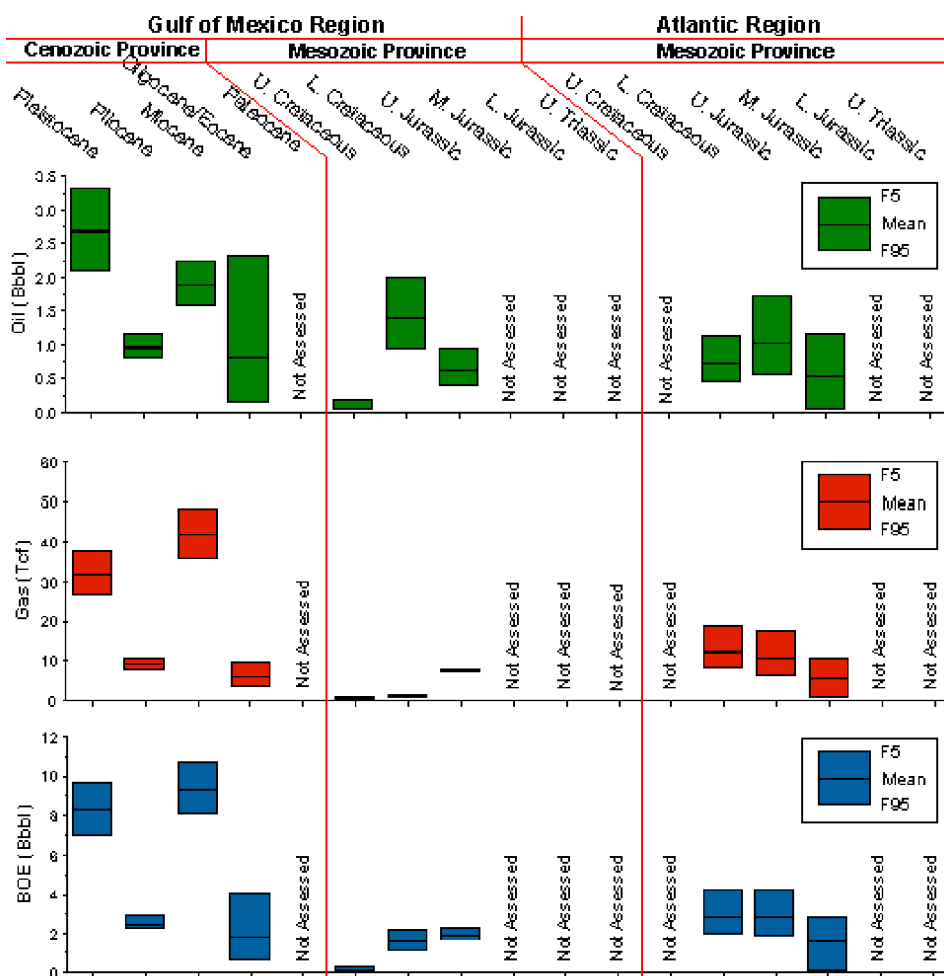 Gulf of Mexico Region Atlantic Region
Cenozoic Province Mesozoic Province Mesozoic Province
Pleistocene
Pliocene
Miocene
Oligocene/Eocene
Paleocene
U. Cretaceous
L. Cretaceous
U. Jurassic
M. Jurassic
L. Jurassic
U. Triassic
U. Cretaceous
L. Cretaceous
U. Jurassic
M. Jurassic
L. Jurassic
U. Triassic
Oil (Bbbl)
3.5
3.0
2.5
2.0
1.5
1.0
0.5
0.0
Not Assessed
Not Assessed
Not Assessed
Not Assessed
Not Assessed
Not Assessed
Not Assessed
F5
Mean
F95
Gas (Tcf)
60
50
40
30
20
10
0
Not Assessed
Not Assessed
Not Assessed
Not Assessed
Not Assessed
Not Assessed
Not Assessed
F5
Mean
F95
BOE (Bbbl)
12
10
8
6
4
2
0
Not Assessed
Not Assessed
Not Assessed
Not Assessed
Not Assessed
Not Assessed
Not Assessed
F5
Mean
F95